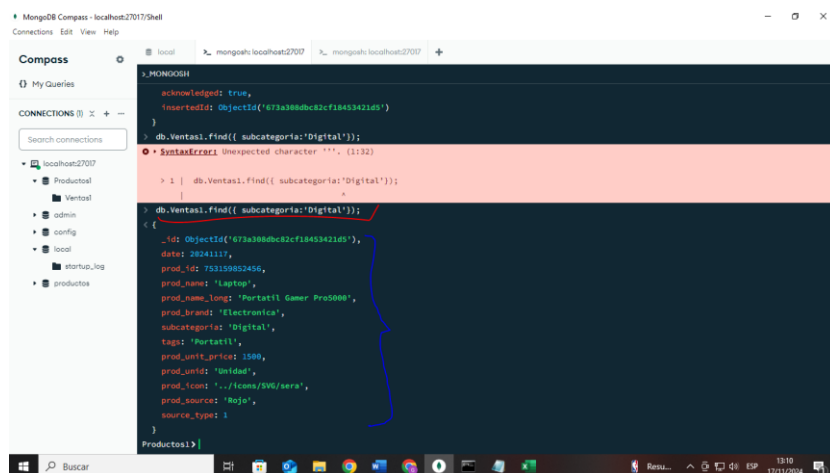 MongoDB Compass - localhost:27017/Shell
Connections Edit View Help
Compass
local
mongosh: localhost:27017
mongosh: localhost:27017
My Queries
>_MONGOSH
CONNECTIONS (1)
Search connections
localhost:27017
Productos1
Ventas1
admin
config
local
startup_log
productos
acknowledged: true,
insertedId: ObjectId('673a308dbc82cf18453421d5')
}
> db.Ventas1.find({ subcategoria:'Digital'});
SyntaxError: Unexpected character '''. (1:32)
> 1 | db.Ventas1.find({ subcategoria:'Digital'});
| ^
> db.Ventas1.find({ subcategoria:'Digital'});
< {
_id: ObjectId('673a308dbc82cf18453421d5'),
date: 20241117,
prod_id: 753159852456,
prod_name: 'Laptop',
prod_name_long: 'Portatil Gamer Pro5000',
prod_brand: 'Electronica',
subcategoria: 'Digital',
tags: 'Portatil',
prod_unit_price: 1500,
prod_unid: 'Unidad',
prod_icon: '../icons/SVG/sera',
prod_source: 'Rojo',
source_type: 1
}
Productos1>
Buscar
Resu...
ESP
13:10
17/11/2024